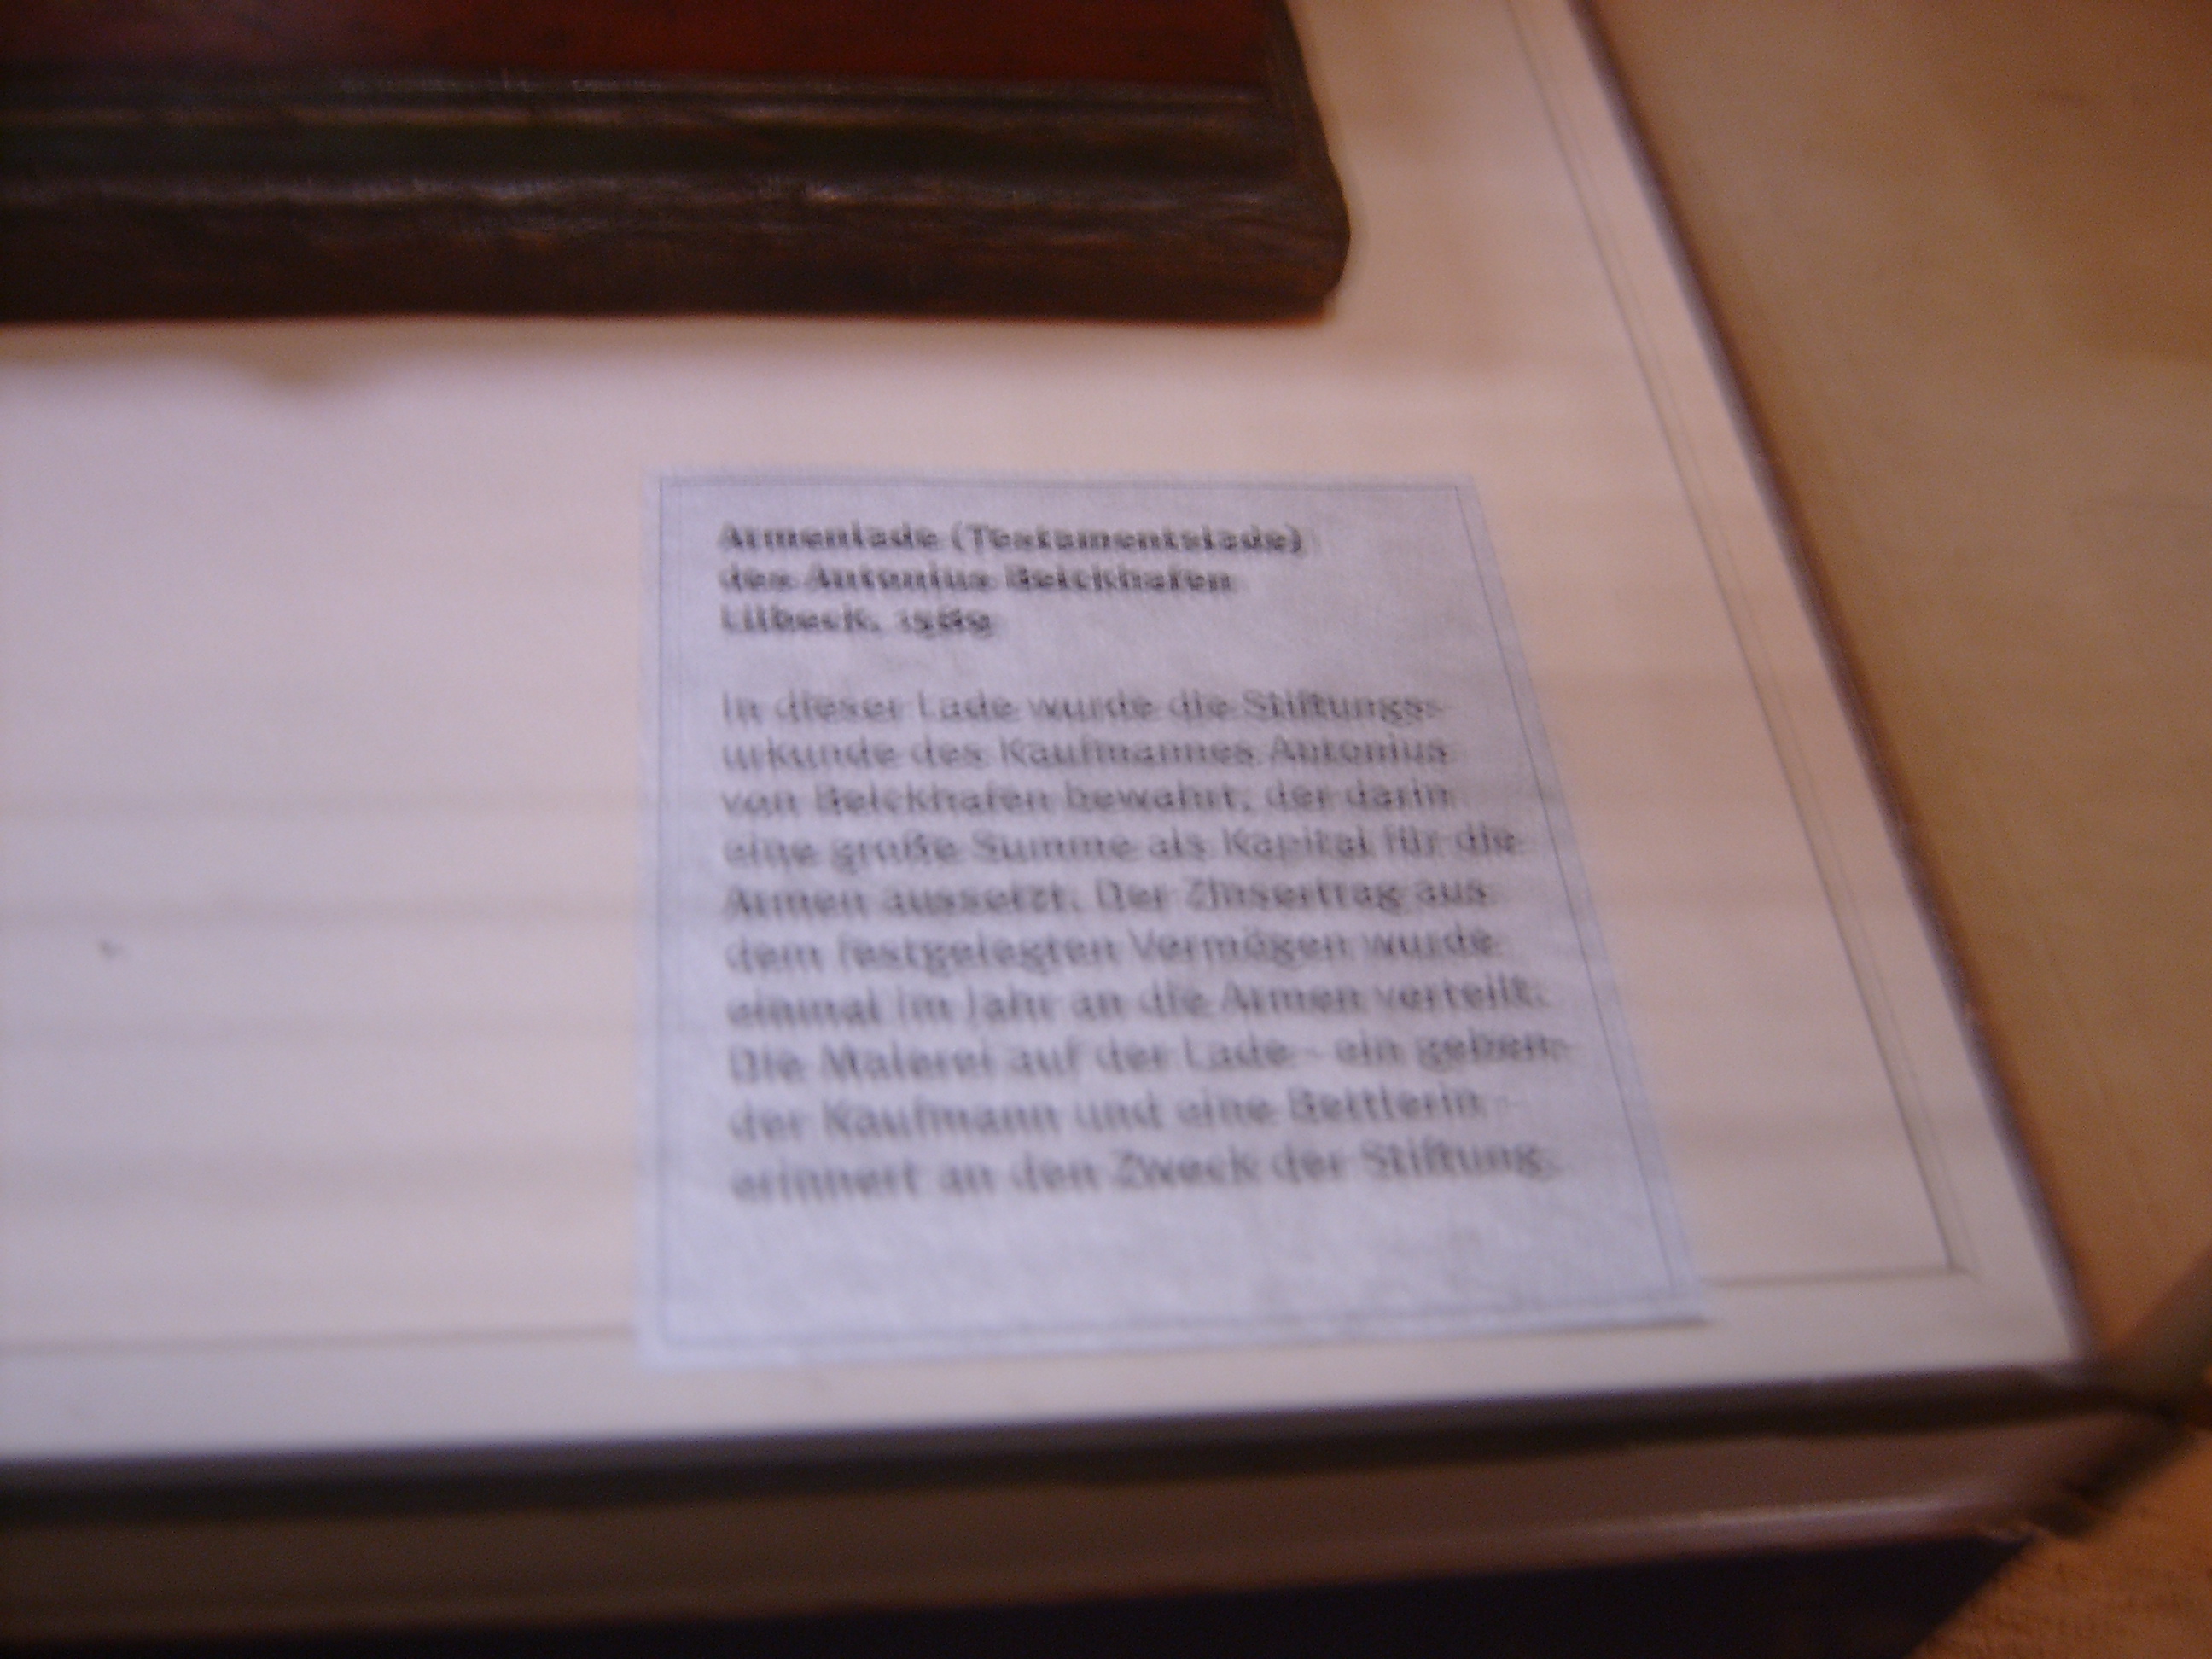 Armenlade (Testamentslade)
des Antonius Belckhafen
Lübeck, 1589
In dieser Lade wurde die Stiftungs-
urkunde des Kaufmannes Antonius
von Belckhafen bewahrt, der darin
eine große Summe als Kapital für die
Armen aussetzt. Der Zinsertrag aus
dem festgelegten Vermögen wurde
einmal im Jahr an die Armen verteilt.
Die Malerei auf der Lade - ein geben-
der Kaufmann und eine Bettlerin -
erinnert an den Zweck der Stiftung.